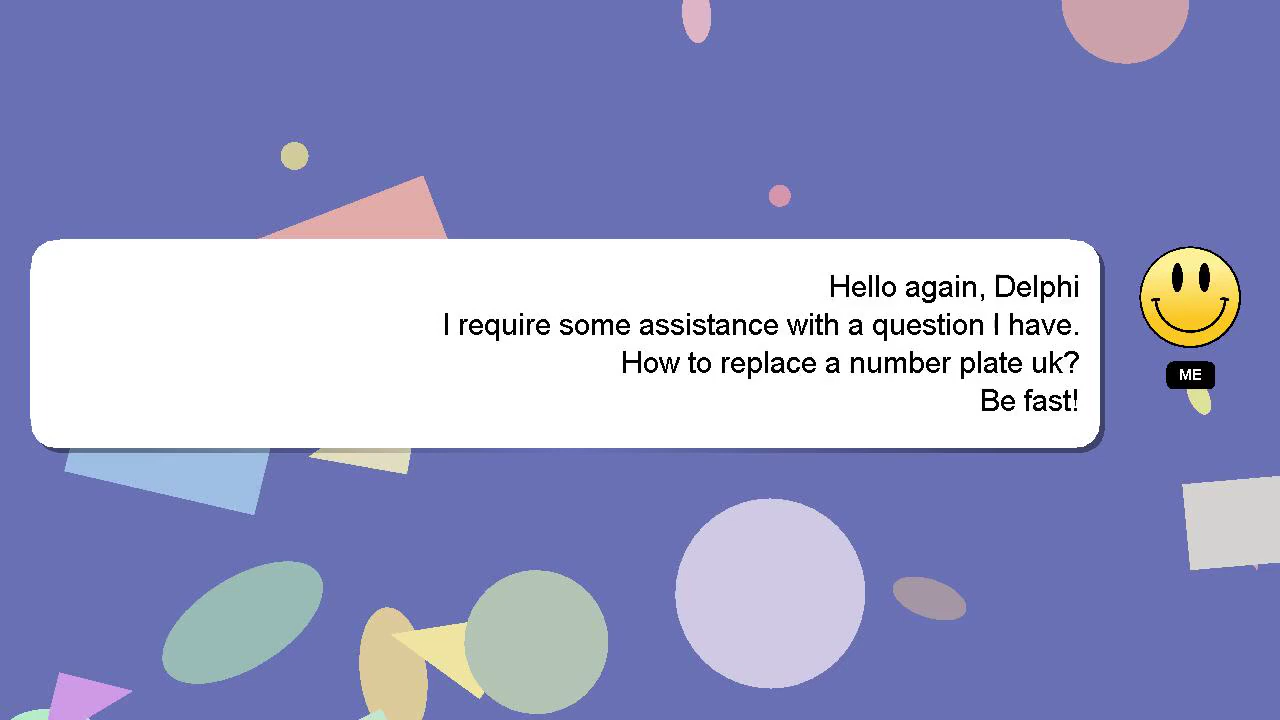 Hello again, Delphi
I require some assistance with a question I have.
How to replace a number plate uk?
Be fast!
ME